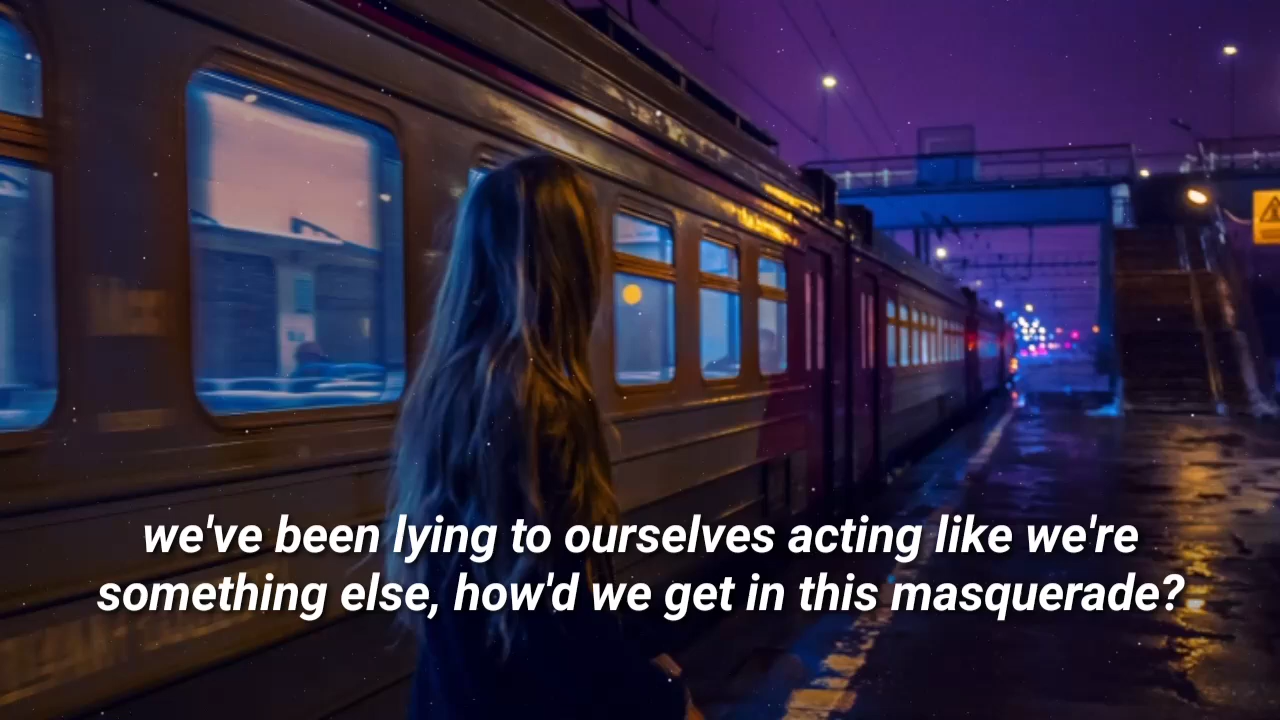 we've been lying to ourselves acting like we're
something else, how'd we get in this masquerade?